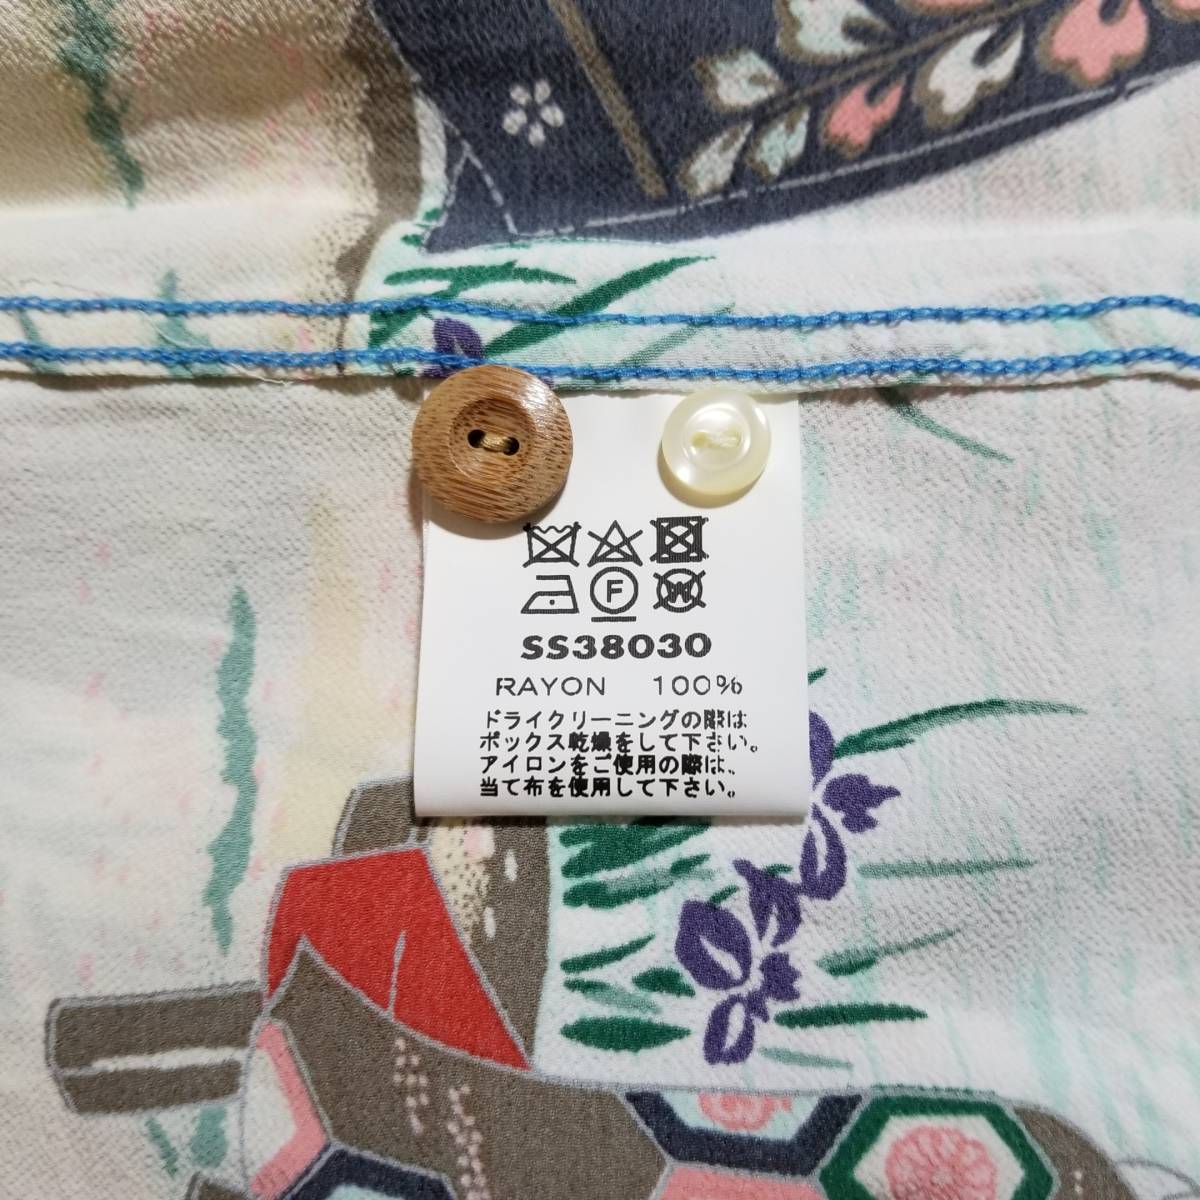 F W
SS38030
RAYON 100%
ドライクリーニングの際は
ボックス乾燥をして下さい。
アイロンをご使用の際は、
当て布を使用して下さい。